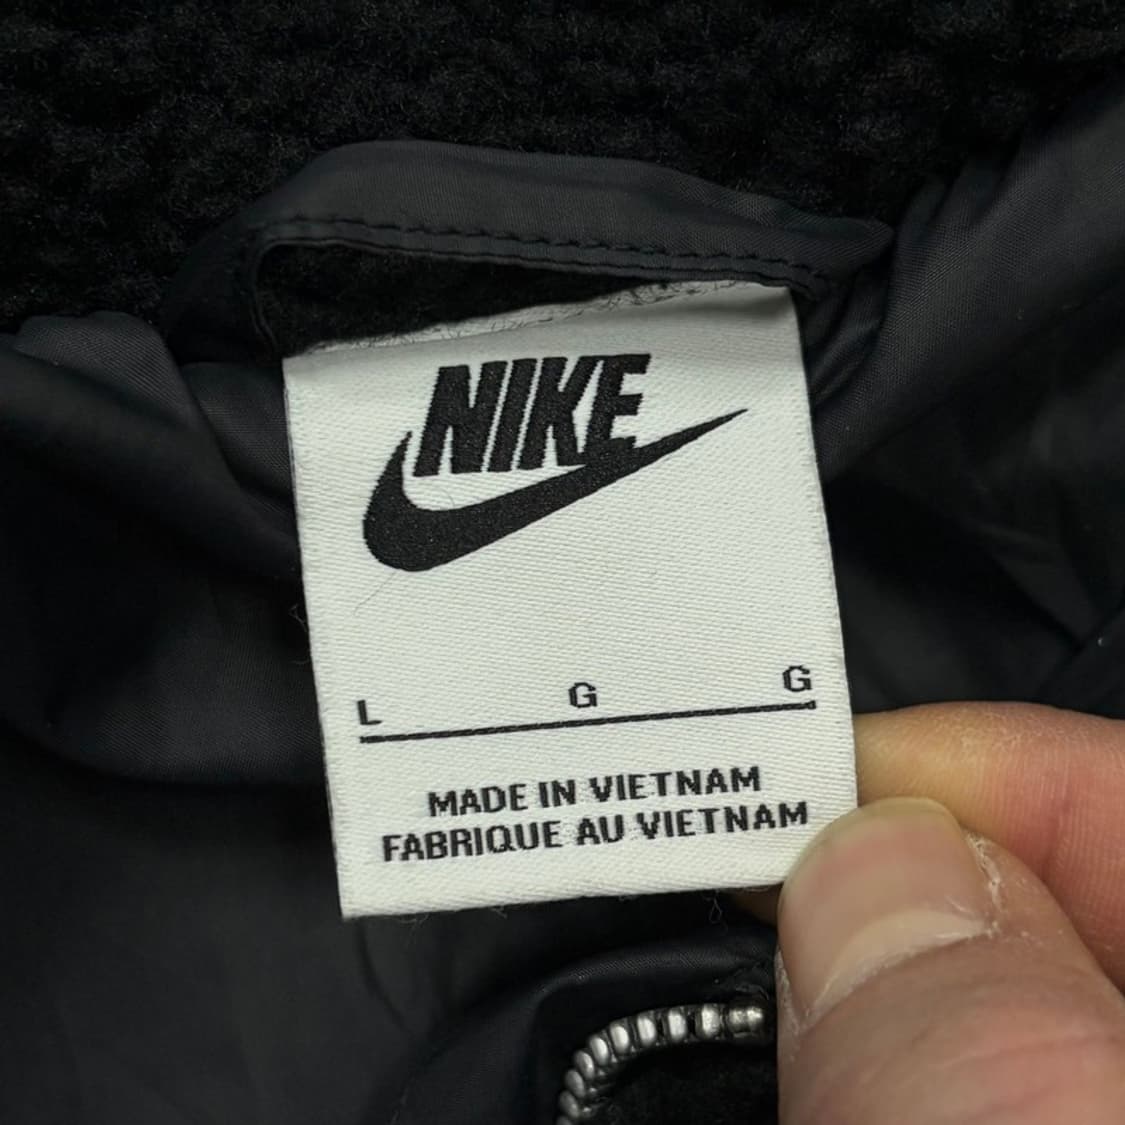 NIKE
L G G
MADE IN VIETNAM
FABRIQUE AU VIETNAM